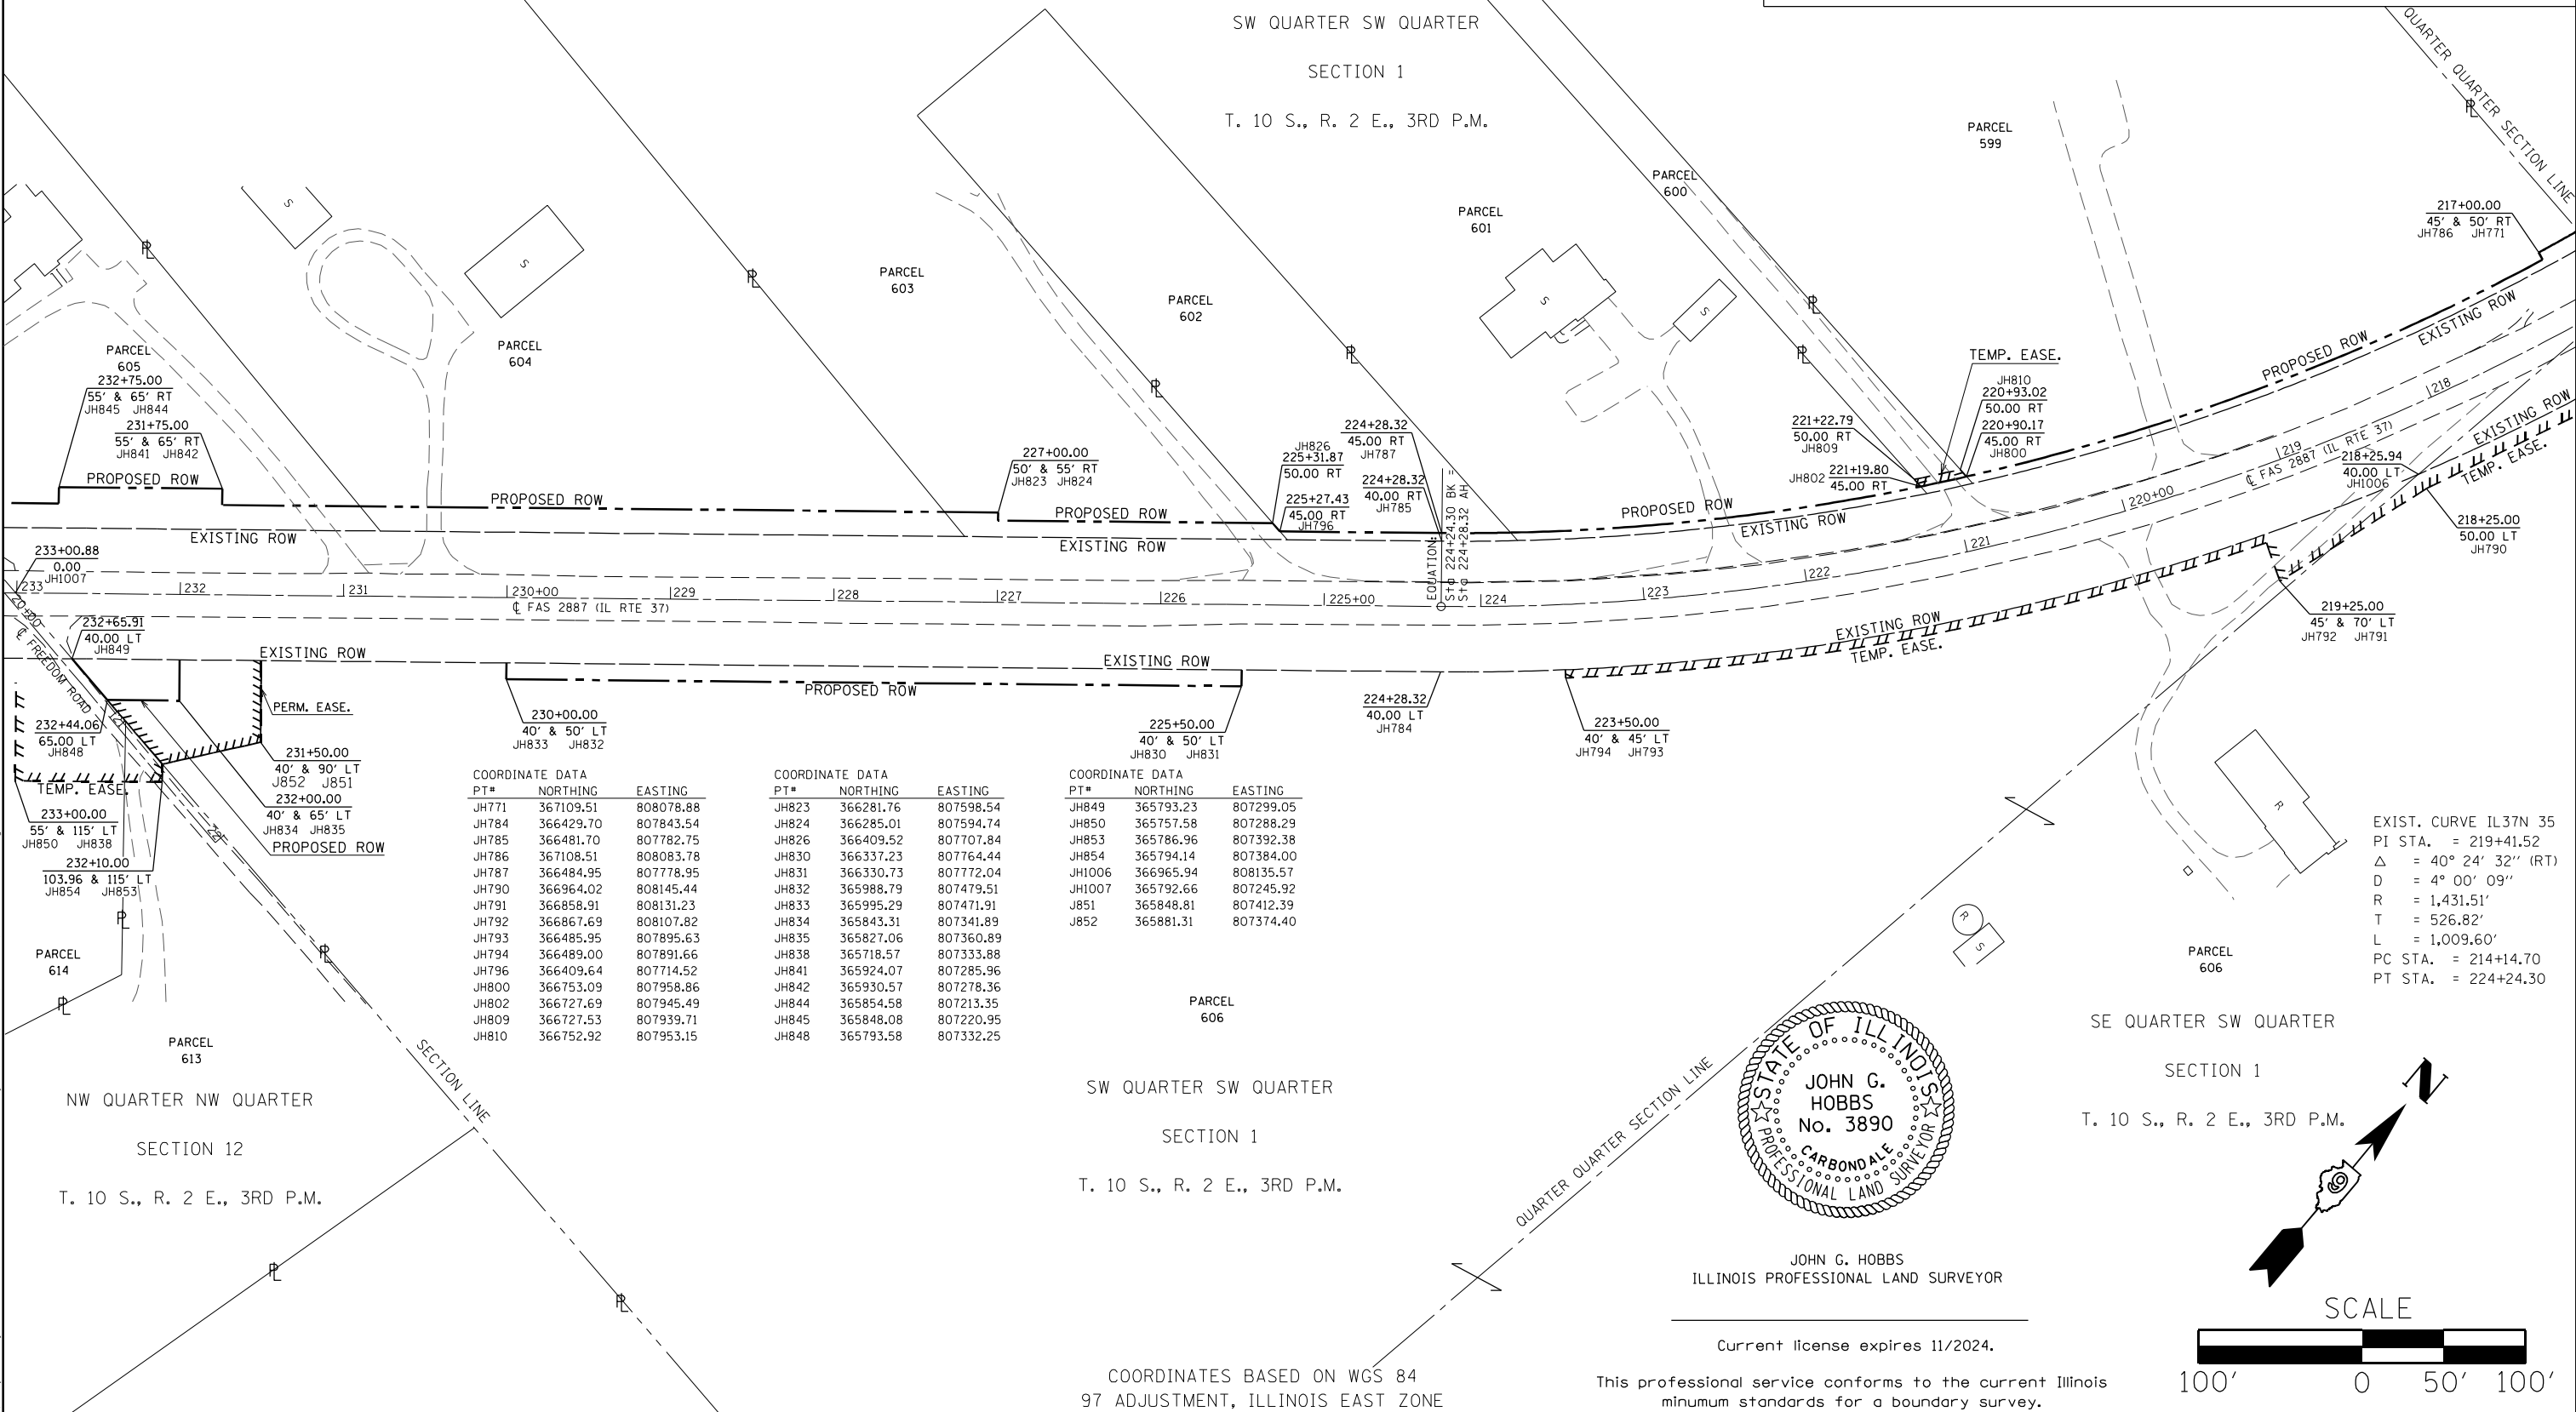 SW QUARTER SW QUARTER
SECTION 1
T. 10 S., R. 2 E., 3RD P.M.
QUARTER QUARTER SECTION LINE
PARCEL
599
PARCEL
600
PARCEL
601
PARCEL
602
PARCEL
603
PARCEL
604
PARCEL
605
S
S
S
S
217+00.00
45' & 50' RT
JH786 JH771
232+75.00
55' & 65' RT
JH845 JH844
231+75.00
55' & 65' RT
JH841 JH842
PROPOSED ROW
PROPOSED ROW
227+00.00
50' & 55' RT
JH823 JH824
PROPOSED ROW
JH826
225+31.87
50.00 RT
225+27.43
45.00 RT
JH796
224+28.32
45.00 RT
JH787
224+28.32
40.00 RT
JH785
EQUATION:
Sta 224+24.30 BK =
Sta 224+28.32 AH
PROPOSED ROW
EXISTING ROW
221+22.79
50.00 RT
JH809
JH802 221+19.80
45.00 RT
TEMP. EASE.
JH810
220+93.02
50.00 RT
220+90.17
45.00 RT
JH800
PROPOSED ROW
EXISTING ROW
EXISTING ROW
TEMP. EASE.
218
219
℄ FAS 2887 (IL RTE 37)
218+25.94
40.00 LT
JH1006
220+00
221
222
223
224
218+25.00
50.00 LT
JH790
219+25.00
45' & 70' LT
JH792 JH791
EXISTING ROW
EXISTING ROW
233+00.88
0.00
JH1007
233
232
231
230+00
229
228
227
226
225+00
℄ FAS 2887 (IL RTE 37)
20+00
℄ FREEDOM ROAD
21
22
232+65.91
40.00 LT
JH849
EXISTING ROW
EXISTING ROW
EXISTING ROW
TEMP. EASE.
PROPOSED ROW
PERM. EASE.
232+44.06
65.00 LT
JH848
TEMP. EASE.
231+50.00
40' & 90' LT
J852 J851
232+00.00
40' & 65' LT
JH834 JH835
PROPOSED ROW
233+00.00
55' & 115' LT
JH850 JH838
232+10.00
103.96 & 115' LT
JH854 JH853
230+00.00
40' & 50' LT
JH833 JH832
225+50.00
40' & 50' LT
JH830 JH831
224+28.32
40.00 LT
JH784
223+50.00
40' & 45' LT
JH794 JH793
COORDINATE DATA
PT# NORTHING EASTING
JH771 367109.51 808078.88
JH784 366429.70 807843.54
JH785 366481.70 807782.75
JH786 367108.51 808083.78
JH787 366484.95 807778.95
JH790 366964.02 808145.44
JH791 366858.91 808131.23
JH792 366867.69 808107.82
JH793 366485.95 807895.63
JH794 366489.00 807891.66
JH796 366409.64 807714.52
JH800 366753.09 807958.86
JH802 366727.69 807945.49
JH809 366727.53 807939.71
JH810 366752.92 807953.15
COORDINATE DATA
PT# NORTHING EASTING
JH823 366281.76 807598.54
JH824 366285.01 807594.74
JH826 366409.52 807707.84
JH830 366337.23 807764.44
JH831 366330.73 807772.04
JH832 365988.79 807479.51
JH833 365995.29 807471.91
JH834 365843.31 807341.89
JH835 365827.06 807360.89
JH838 365718.57 807333.88
JH841 365924.07 807285.96
JH842 365930.57 807278.36
JH844 365854.58 807213.35
JH845 365848.08 807220.95
JH848 365793.58 807332.25
COORDINATE DATA
PT# NORTHING EASTING
JH849 365793.23 807299.05
JH850 365757.58 807288.29
JH853 365786.96 807392.38
JH854 365794.14 807384.00
JH1006 366965.94 808135.57
JH1007 365792.66 807245.92
J851 365848.81 807412.39
J852 365881.31 807374.40
EXIST. CURVE IL37N 35
PI STA. = 219+41.52
Δ = 40° 24' 32'' (RT)
D = 4° 00' 09''
R = 1,431.51'
T = 526.82'
L = 1,009.60'
PC STA. = 214+14.70
PT STA. = 224+24.30
R
R
S
PARCEL
614
PARCEL
613
SECTION LINE
NW QUARTER NW QUARTER
SECTION 12
T. 10 S., R. 2 E., 3RD P.M.
PARCEL
606
SW QUARTER SW QUARTER
SECTION 1
T. 10 S., R. 2 E., 3RD P.M.
QUARTER QUARTER SECTION LINE
PARCEL
606
SE QUARTER SW QUARTER
SECTION 1
T. 10 S., R. 2 E., 3RD P.M.
STATE OF ILLINOIS
JOHN G.
HOBBS
No. 3890
CARBONDALE
PROFESSIONAL LAND SURVEYOR
JOHN G. HOBBS
ILLINOIS PROFESSIONAL LAND SURVEYOR
Current license expires 11/2024.
This professional service conforms to the current Illinois
minumum standards for a boundary survey.
COORDINATES BASED ON WGS 84
97 ADJUSTMENT, ILLINOIS EAST ZONE
N
9
SCALE
100' 0 50' 100'